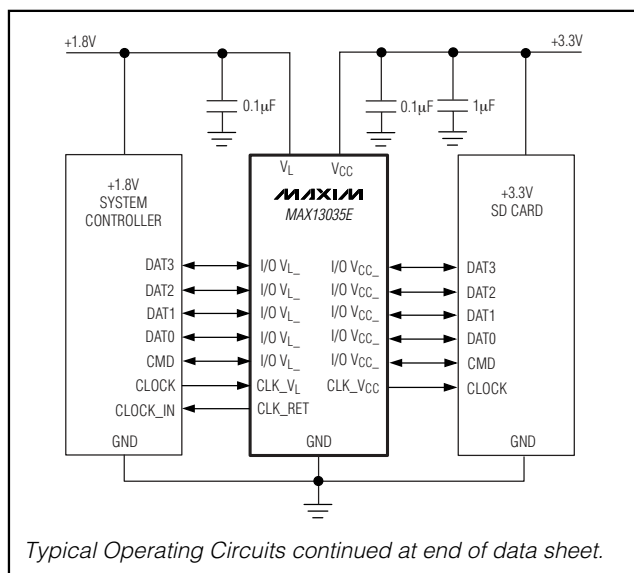 +1.8V +3.3V
0.1µF 0.1µF 1µF
VL VCC
+1.8V
SYSTEM
CONTROLLER
MAXIM
MAX13035E
+3.3V
SD CARD
DAT3 I/O VL_ I/O VCC_ DAT3
DAT2 I/O VL_ I/O VCC_ DAT2
DAT1 I/O VL_ I/O VCC_ DAT1
DAT0 I/O VL_ I/O VCC_ DAT0
CMD I/O VL_ I/O VCC_ CMD
CLOCK CLK_VL CLK_VCC CLOCK
CLOCK_IN CLK_RET
GND GND GND
Typical Operating Circuits continued at end of data sheet.